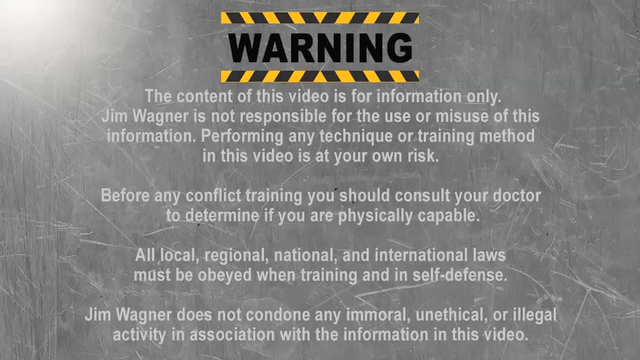 WARNING
The content of this video is for information only.
Jim Wagner is not responsible for the use or misuse of this
information. Performing any technique or training method
in this video is at your own risk.
Before any conflict training you should consult your doctor
to determine if you are physically capable.
All local, regional, national, and international laws
must be obeyed when training and in self-defense.
Jim Wagner does not condone any immoral, unethical, or illegal
activity in association with the information in this video.